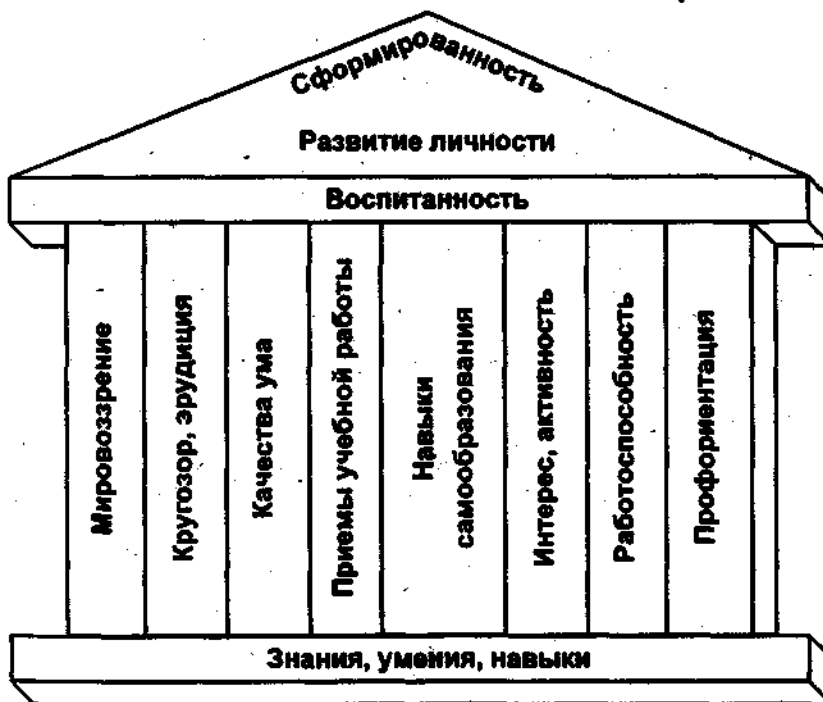 Сформированность
Развитие личности
Воспитанность
Мировоззрение
Кругозор, эрудиция
Качества ума
Приемы учебной работы
Навыки
самообразования
Интерес, активность
Работоспособность
Профориентация
Знания, умения, навыки